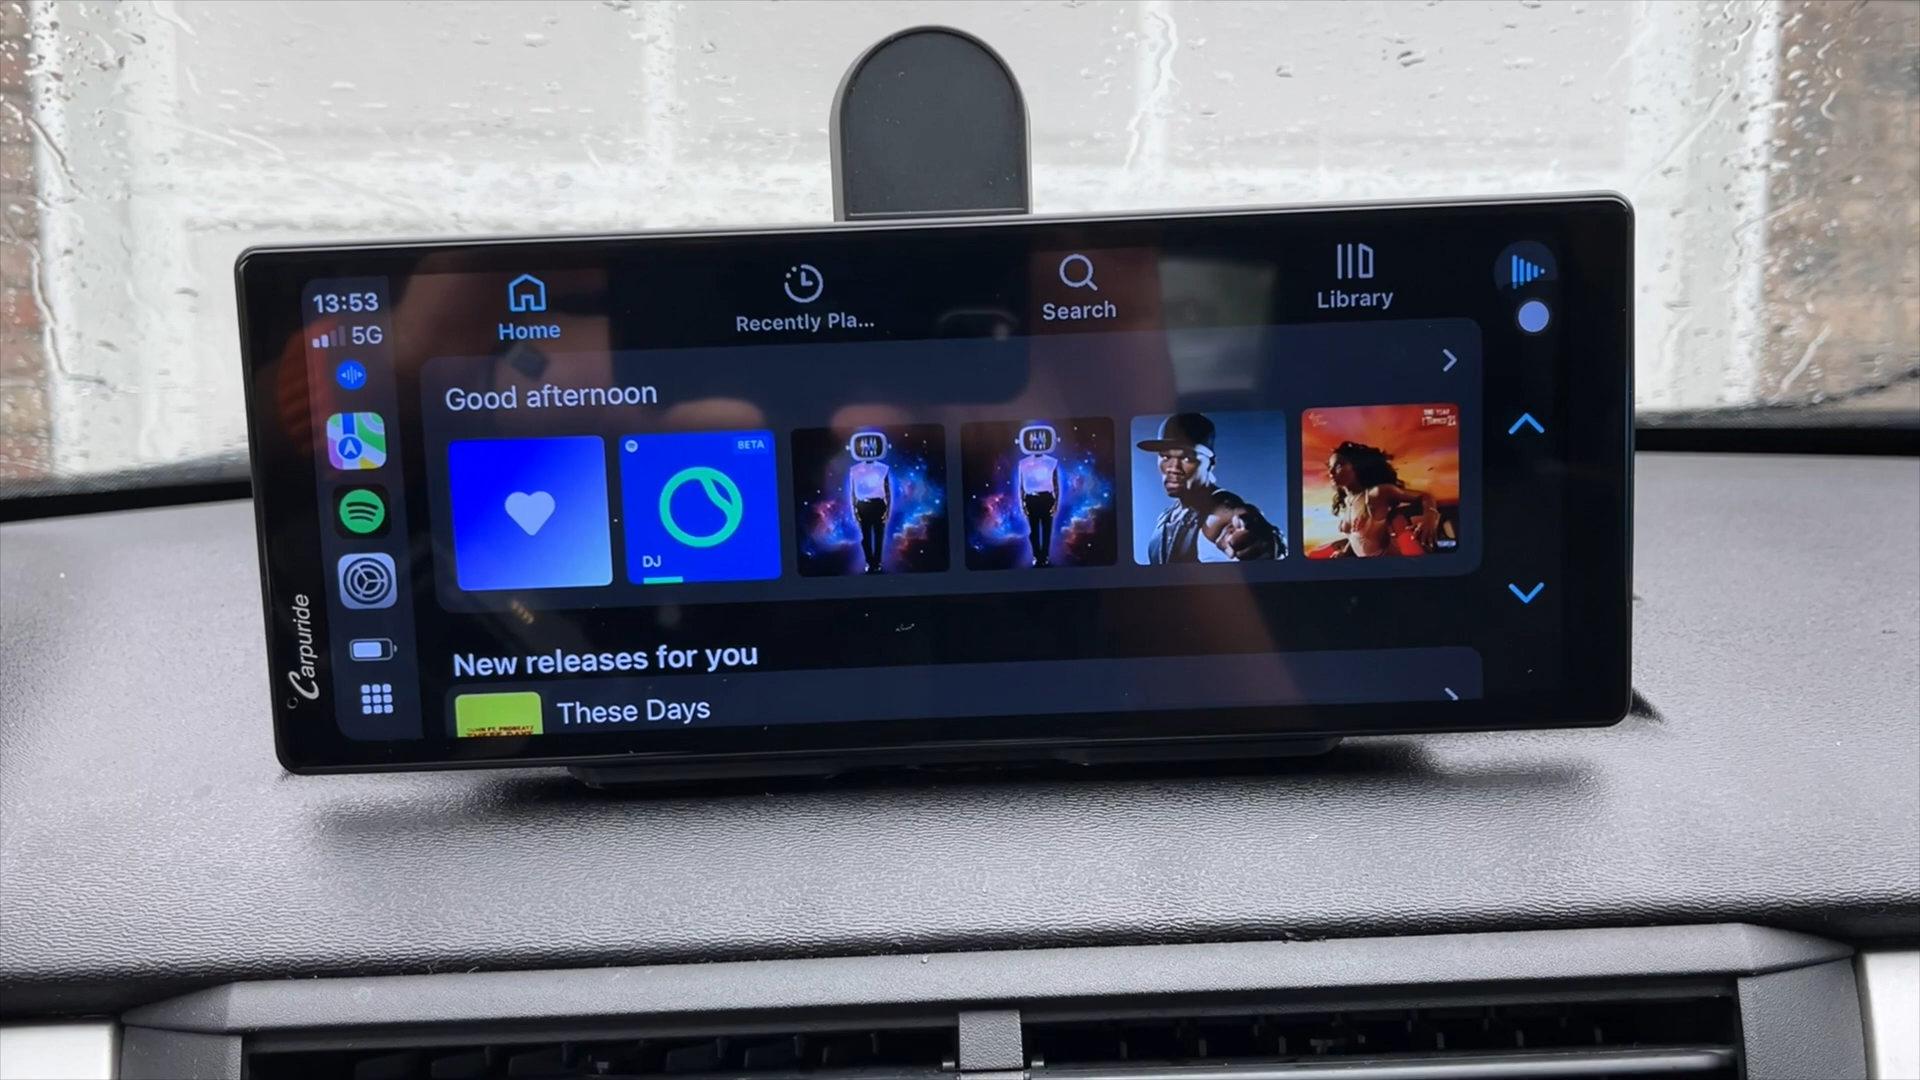 13:53
5G
Home
Recently Pla...
Search
Library
Good afternoon
BETA
DJ
New releases for you
These Days
Carpuride